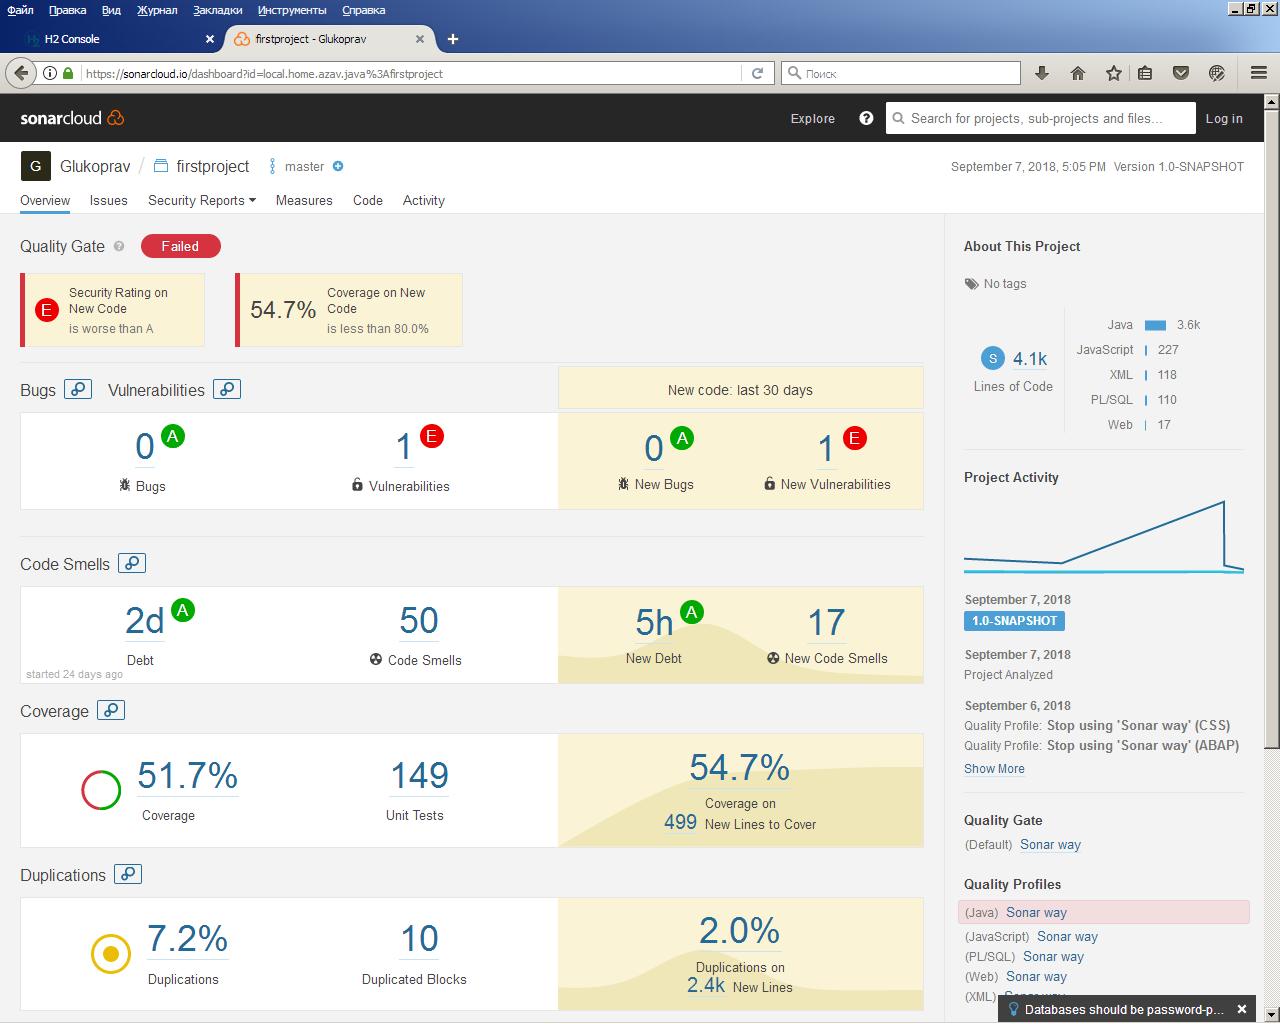 Файл Правка Вид Журнал Закладки Инструменты Справка
H2 Console
firstproject - Glukoprav
https://sonarcloud.io/dashboard?id=local.home.azav.java%3Afirstproject
Поиск
sonarcloud
Explore
Search for projects, sub-projects and files...
Log in
G Glukoprav / firstproject master
September 7, 2018, 5:05 PM Version 1.0-SNAPSHOT
Overview Issues Security Reports Measures Code Activity
Quality Gate Failed
E Security Rating on New Code
is worse than A
54.7% Coverage on New Code
is less than 80.0%
Bugs Vulnerabilities
New code: last 30 days
0 A
Bugs
1 E
Vulnerabilities
0 A
New Bugs
1 E
New Vulnerabilities
Code Smells
2d A
Debt
started 24 days ago
50
Code Smells
5h A
New Debt
17
New Code Smells
Coverage
51.7%
Coverage
149
Unit Tests
54.7%
Coverage on
499 New Lines to Cover
Duplications
7.2%
Duplications
10
Duplicated Blocks
2.0%
Duplications on
2.4k New Lines
About This Project
No tags
S 4.1k
Lines of Code
Java 3.6k
JavaScript 227
XML 118
PL/SQL 110
Web 17
Project Activity
September 7, 2018
1.0-SNAPSHOT
September 7, 2018
Project Analyzed
September 6, 2018
Quality Profile: Stop using 'Sonar way' (CSS)
Quality Profile: Stop using 'Sonar way' (ABAP)
Show More
Quality Gate
(Default) Sonar way
Quality Profiles
(Java) Sonar way
(JavaScript) Sonar way
(PL/SQL) Sonar way
(Web) Sonar way
(XML)
Databases should be password-p...